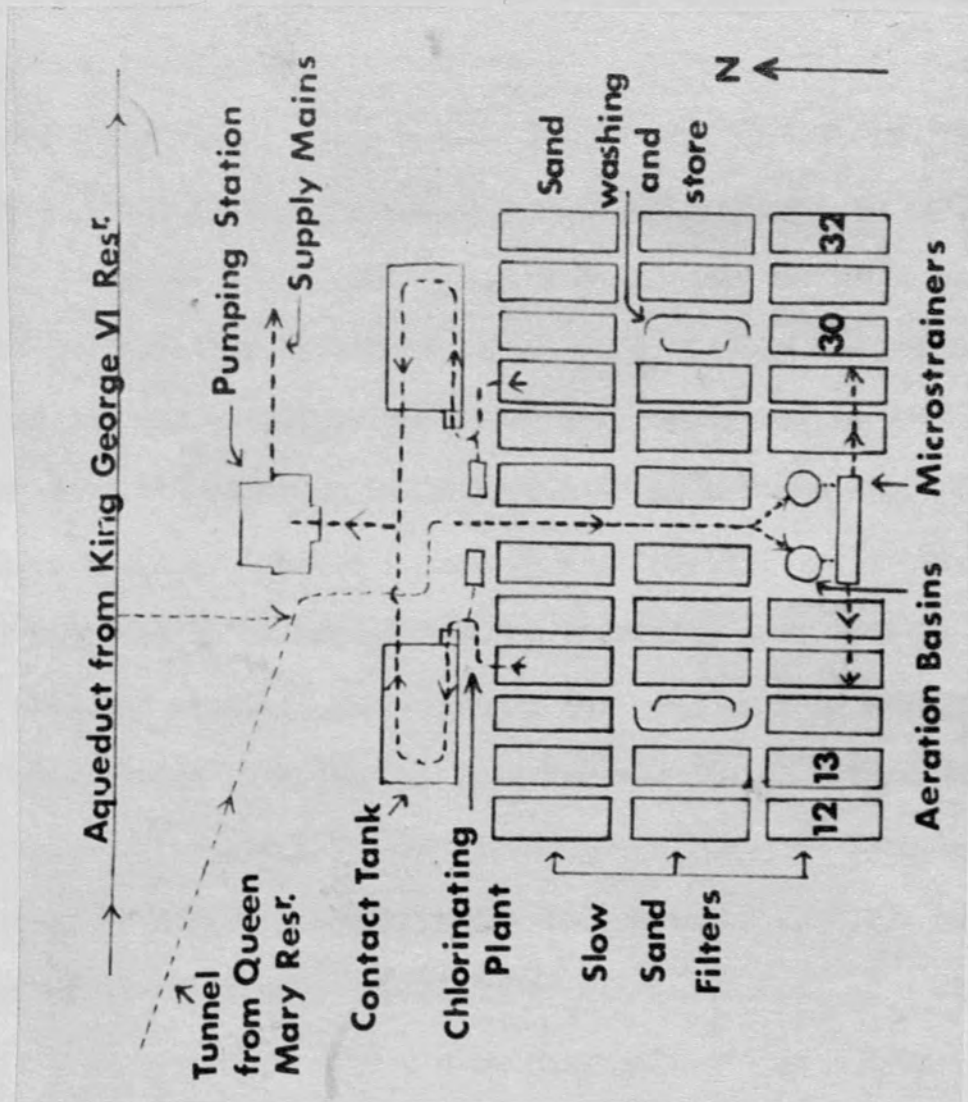 Aqueduct from King George VI Resr.
Pumping Station
Supply Mains
Tunnel
from Queen
Mary Resr.
Contact Tank
Chlorinating
Plant
Sand
washing
and
store
N
Slow
Sand
Filters
12
13
30
32
Aeration Basins
Microstrainers